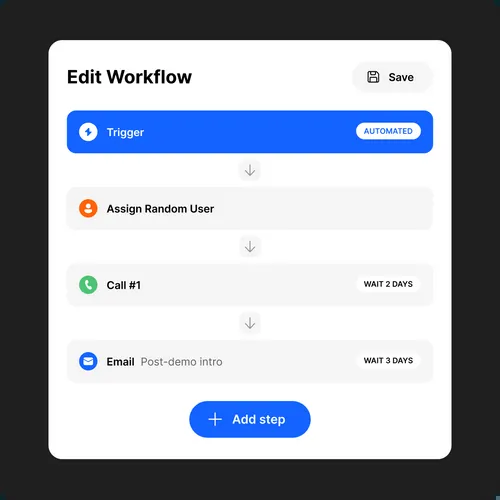 Edit Workflow
Save
Trigger
AUTOMATED
Assign Random User
Call #1
WAIT 2 DAYS
Email Post-demo intro
WAIT 3 DAYS
Add step